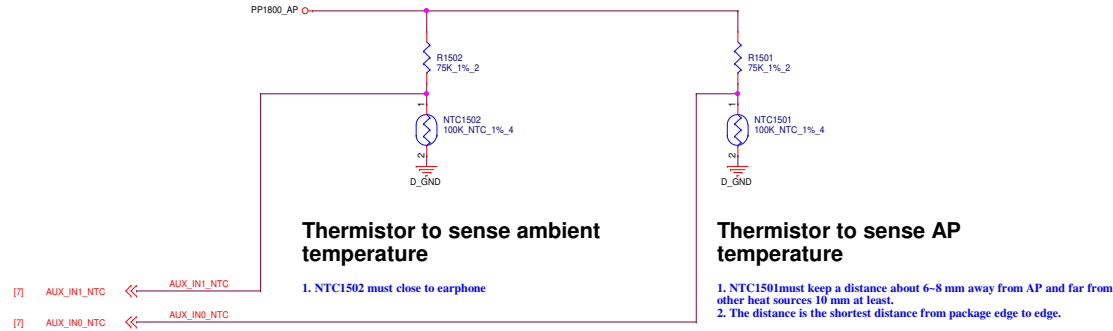 PP1800_AP
R1502
75K_1%_2
R1501
75K_1%_2
1
NTC1502
100K_NTC_1%_4
2
D_GND
1
NTC1501
100K_NTC_1%_4
2
D_GND
Thermistor to sense ambient
temperature
1. NTC1502 must close to earphone
Thermistor to sense AP
temperature
1. NTC1501must keep a distance about 6~8 mm away from AP and far from
other heat sources 10 mm at least.
2. The distance is the shortest distance from package edge to edge.
[7] AUX_IN1_NTC AUX_IN1_NTC
[7] AUX_IN0_NTC AUX_IN0_NTC